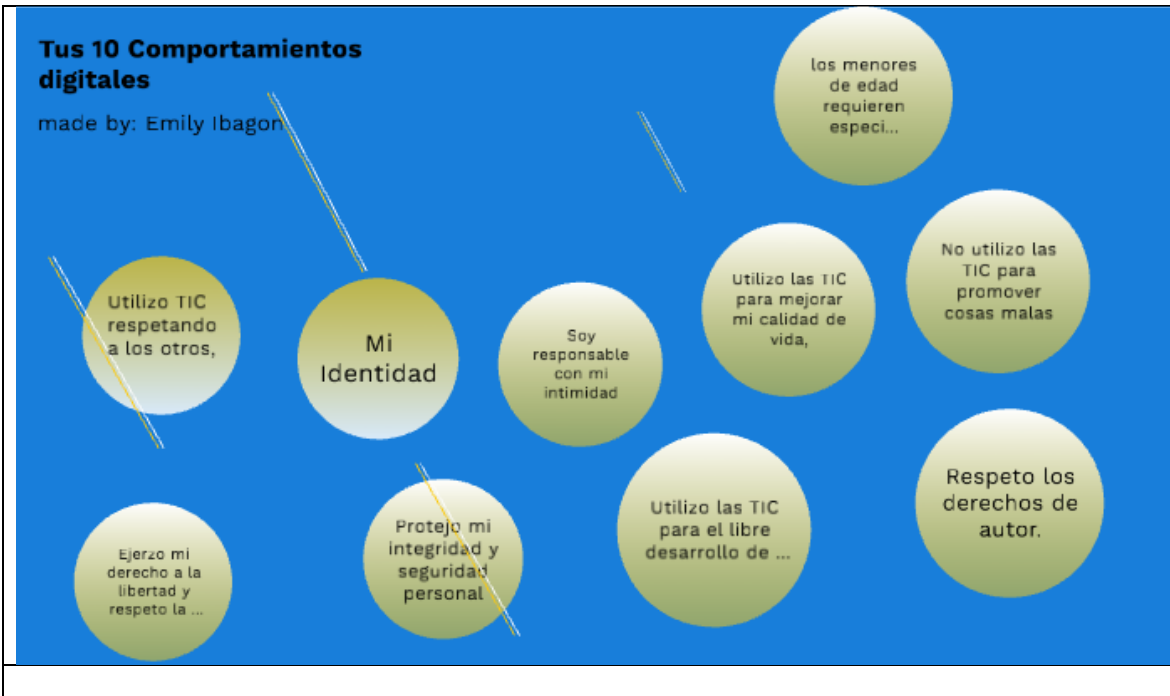 Tus 10 Comportamientos
digitales
made by: Emily Ibagon
los menores
de edad
requieren
especi...
Utilizo TIC
respetando
a los otros,
Mi
Identidad
Soy
responsable
con mi
intimidad
Utilizo las TIC
para mejorar
mi calidad de
vida,
No utilizo las
TIC para
promover
cosas malas
Ejerzo mi
derecho a la
libertad y
respeto la ...
Protejo mi
integridad y
seguridad
personal
Utilizo las TIC
para el libre
desarrollo de ...
Respeto los
derechos de
autor.